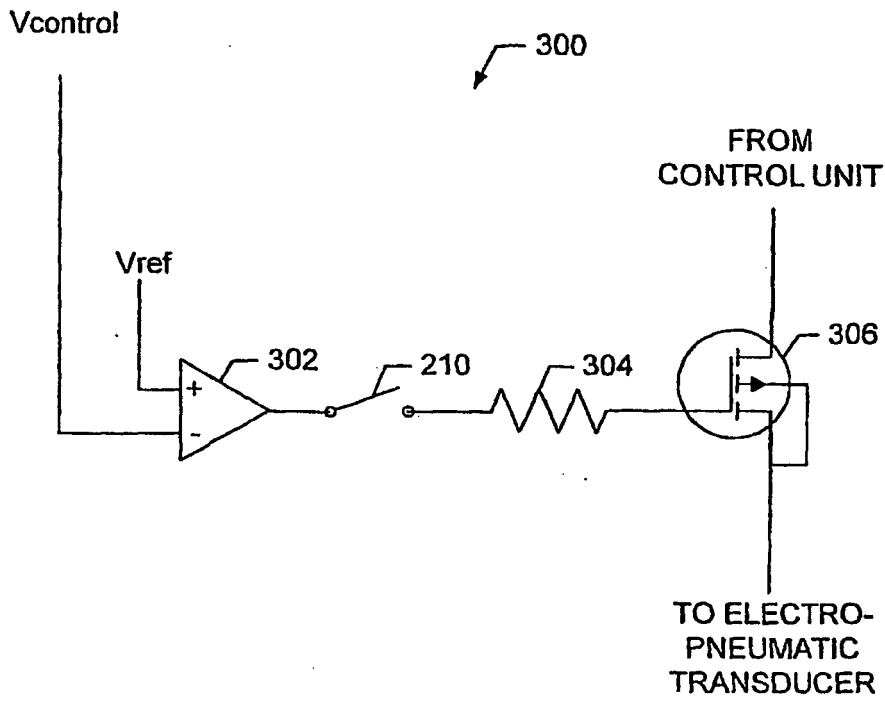 Vcontrol
300
FROM
CONTROL UNIT
Vref
302
210
304
306
+
-
TO ELECTRO-
PNEUMATIC
TRANSDUCER